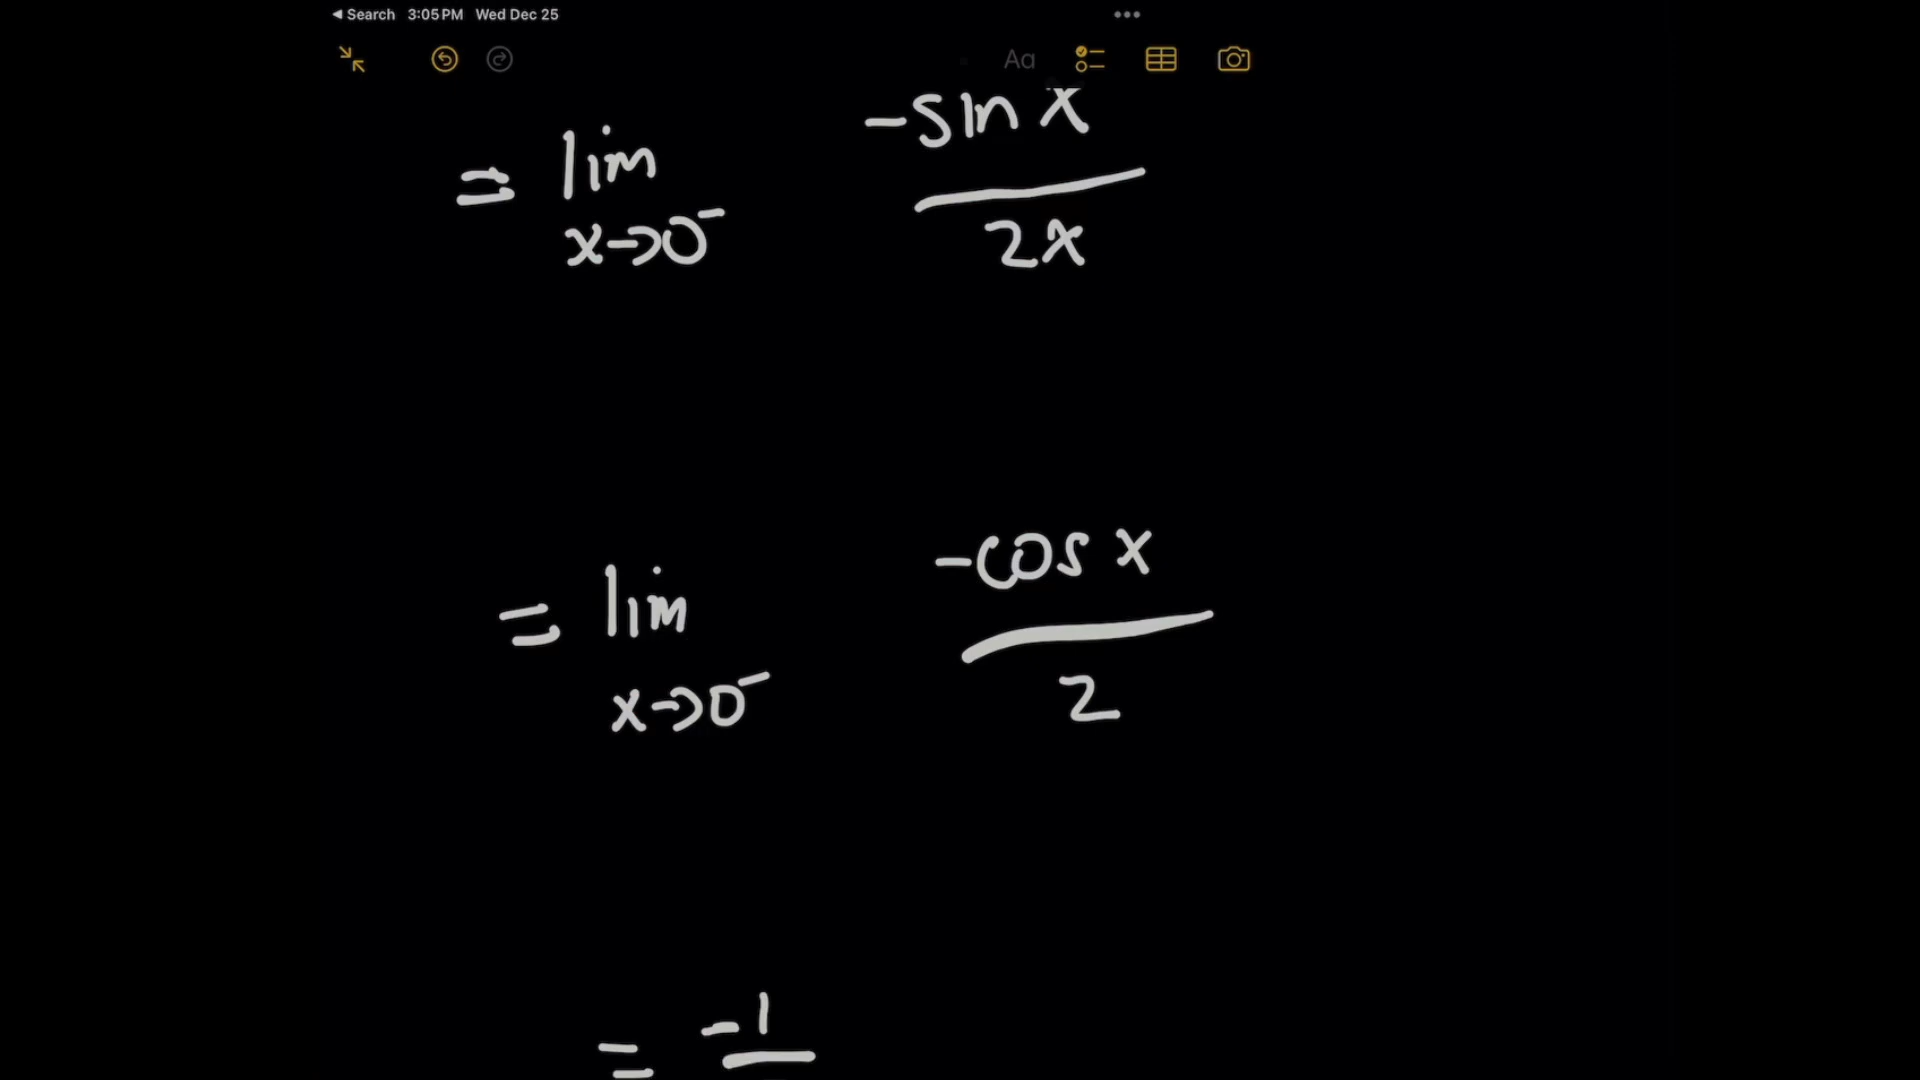 ◀ Search 3:05 PM Wed Dec 25
Aa
= lim x→0⁻ -sin x / 2x
= lim x→0⁻ -cos x / 2
= -1